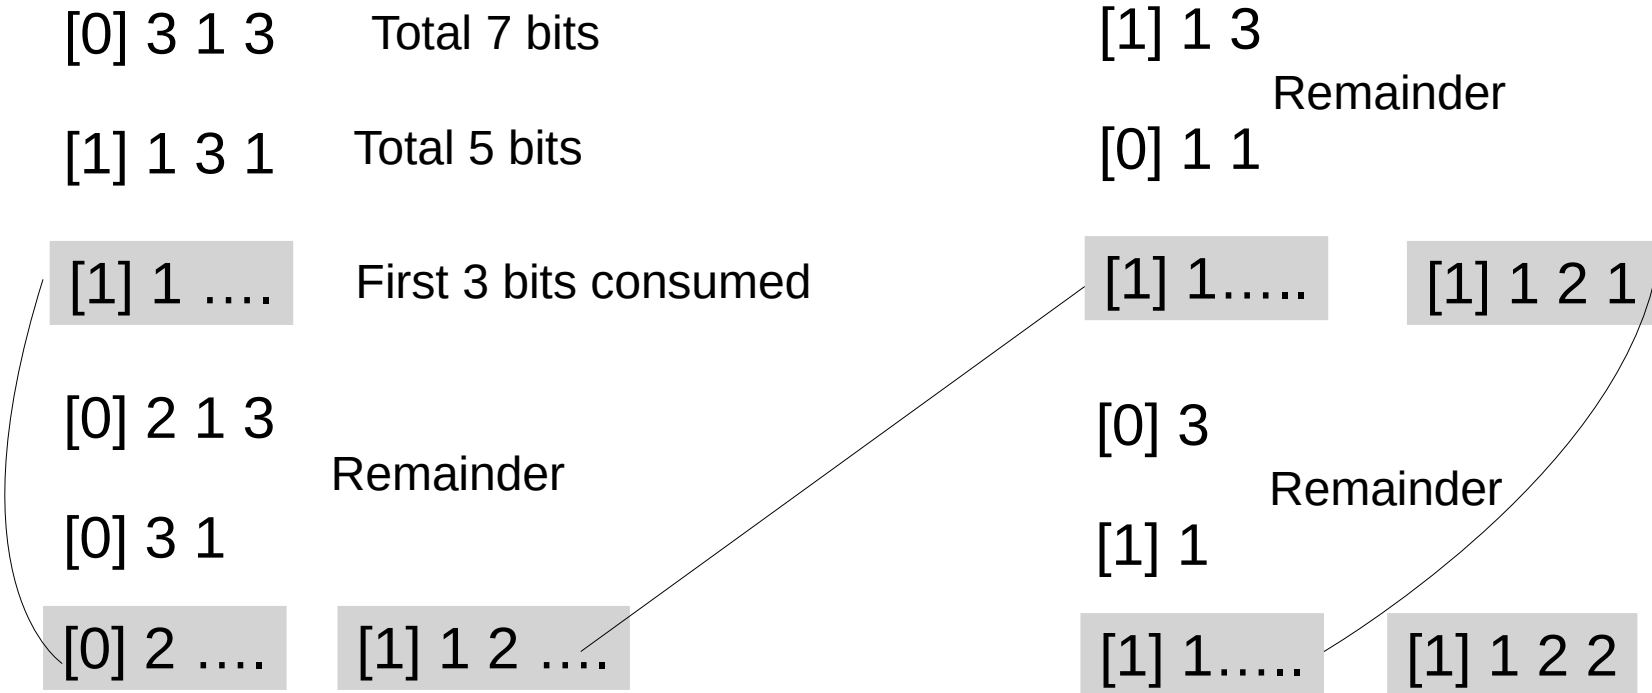 [0] 3 1 3 Total 7 bits
[1] 1 3 1 Total 5 bits
[1] 1 .... First 3 bits consumed
[0] 2 1 3
Remainder
[0] 3 1
[0] 2 .... [1] 1 2 ....
[1] 1 3
Remainder
[0] 1 1
[1] 1..... [1] 1 2 1
[0] 3
Remainder
[1] 1
[1] 1..... [1] 1 2 2